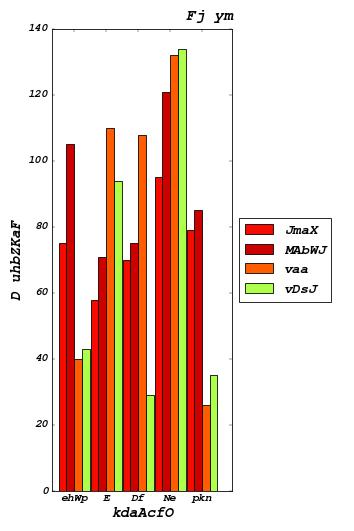 Fj ym
140
120
100
80
60
40
20
0
D uhbZKaF
ehWp E Df Ne pkn
kdaAcfO
JmaX
MAbWJ
vaa
vDsJ